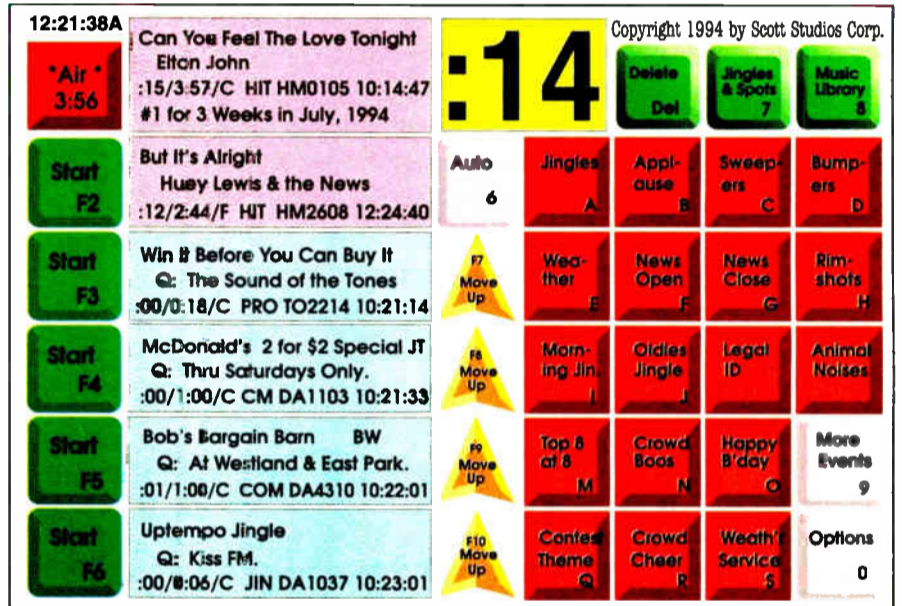 12:21:38A
*Air *
3:56
Can You Feel The Love Tonight
Elton John
:15/3:57/C HIT HM0105 10:14:47
#1 for 3 Weeks in July, 1994
:14
Copyright 1994 by Scott Studios Corp.
Delete
Del
Jingles
& Spots
7
Music
Library
8
Start
F2
But It's Alright
Huey Lewis & the News
:12/2:44/F HIT HM2608 12:24:40
Auto
6
Jingles
A
Appl-
ause
B
Sweep-
ers
C
Bump-
ers
D
Start
F3
Win It Before You Can Buy It
Q: The Sound of the Tones
:00/0:18/C PRO TO2214 10:21:14
F7
Move
Up
Wea-
ther
E
News
Open
F
News
Close
G
Rim-
shots
H
Start
F4
McDonald's 2 for $2 Special JT
Q: Thru Saturdays Only.
:00/1:00/C CM DA1103 10:21:33
F8
Move
Up
Morn-
ing Jin.
I
Oldies
Jingle
J
Legal
ID
Animal
Noises
Start
F5
Bob's Bargain Barn BW
Q: At Westland & East Park.
:01/1:00/C COM DA4310 10:22:01
F9
Move
Up
Top 8
at 8
M
Crowd
Boos
N
Happy
B'day
O
More
Events
9
Start
F6
Uptempo Jingle
Q: Kiss FM.
:00/0:06/C JIN DA1037 10:23:01
F10
Move
Up
Contest
Theme
Q
Crowd
Cheer
R
Weath'r
Service
S
Options
0